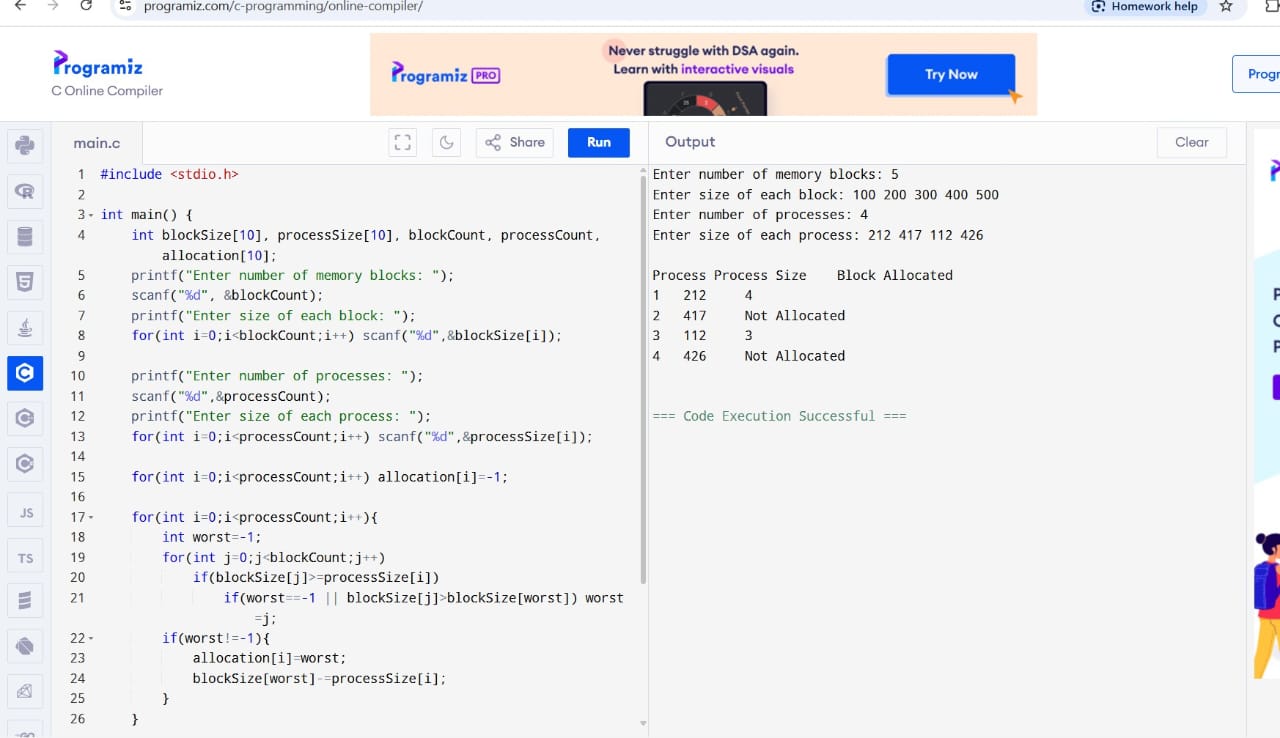 programiz.com/c-programming/online-compiler/
Homework help
Programiz
C Online Compiler
Programiz PRO
Never struggle with DSA again.
Learn with interactive visuals
Try Now
Progr
main.c
Share
Run
Output
Clear
1 #include <stdio.h>
2
3 int main() {
4 int blockSize[10], processSize[10], blockCount, processCount,
allocation[10];
5 printf("Enter number of memory blocks: ");
6 scanf("%d", &blockCount);
7 printf("Enter size of each block: ");
8 for(int i=0;i<blockCount;i++) scanf("%d",&blockSize[i]);
9
10 printf("Enter number of processes: ");
11 scanf("%d",&processCount);
12 printf("Enter size of each process: ");
13 for(int i=0;i<processCount;i++) scanf("%d",&processSize[i]);
14
15 for(int i=0;i<processCount;i++) allocation[i]=-1;
16
17 for(int i=0;i<processCount;i++){
18 int worst=-1;
19 for(int j=0;j<blockCount;j++)
20 if(blockSize[j]>=processSize[i])
21 if(worst==-1 || blockSize[j]>blockSize[worst]) worst
=j;
22 if(worst!=-1){
23 allocation[i]=worst;
24 blockSize[worst]-=processSize[i];
25 }
26 }
Enter number of memory blocks: 5
Enter size of each block: 100 200 300 400 500
Enter number of processes: 4
Enter size of each process: 212 417 112 426
Process Process Size Block Allocated
1 212 4
2 417 Not Allocated
3 112 3
4 426 Not Allocated
=== Code Execution Successful ===
JS
TS